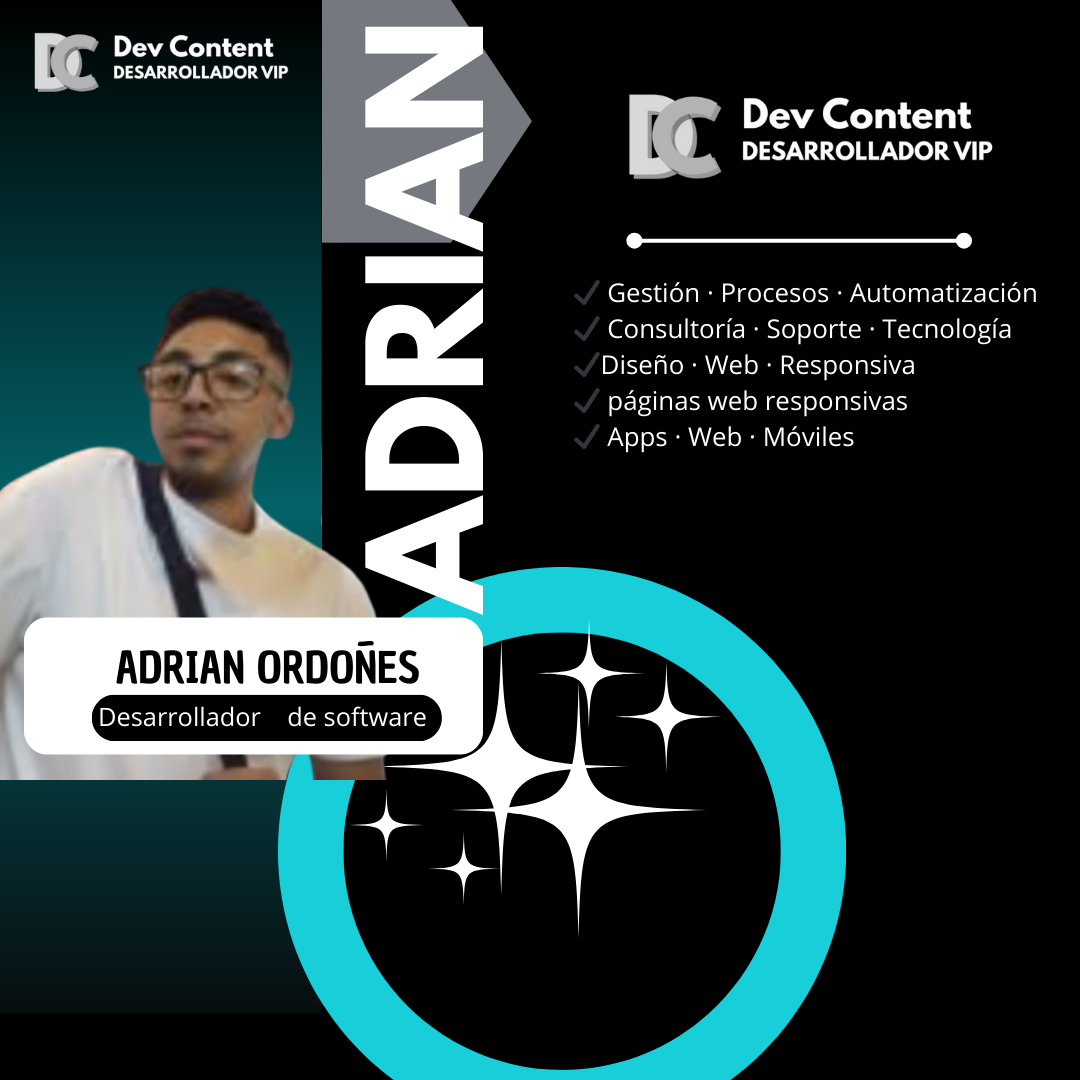 Dev Content
DESARROLLADOR VIP
ADRIAN
Dev Content
DESARROLLADOR VIP
Gestión · Procesos · Automatización
Consultoría · Soporte · Tecnología
Diseño · Web · Responsiva
páginas web responsivas
Apps · Web · Móviles
ADRIAN ORDOÑES
Desarrollador de software